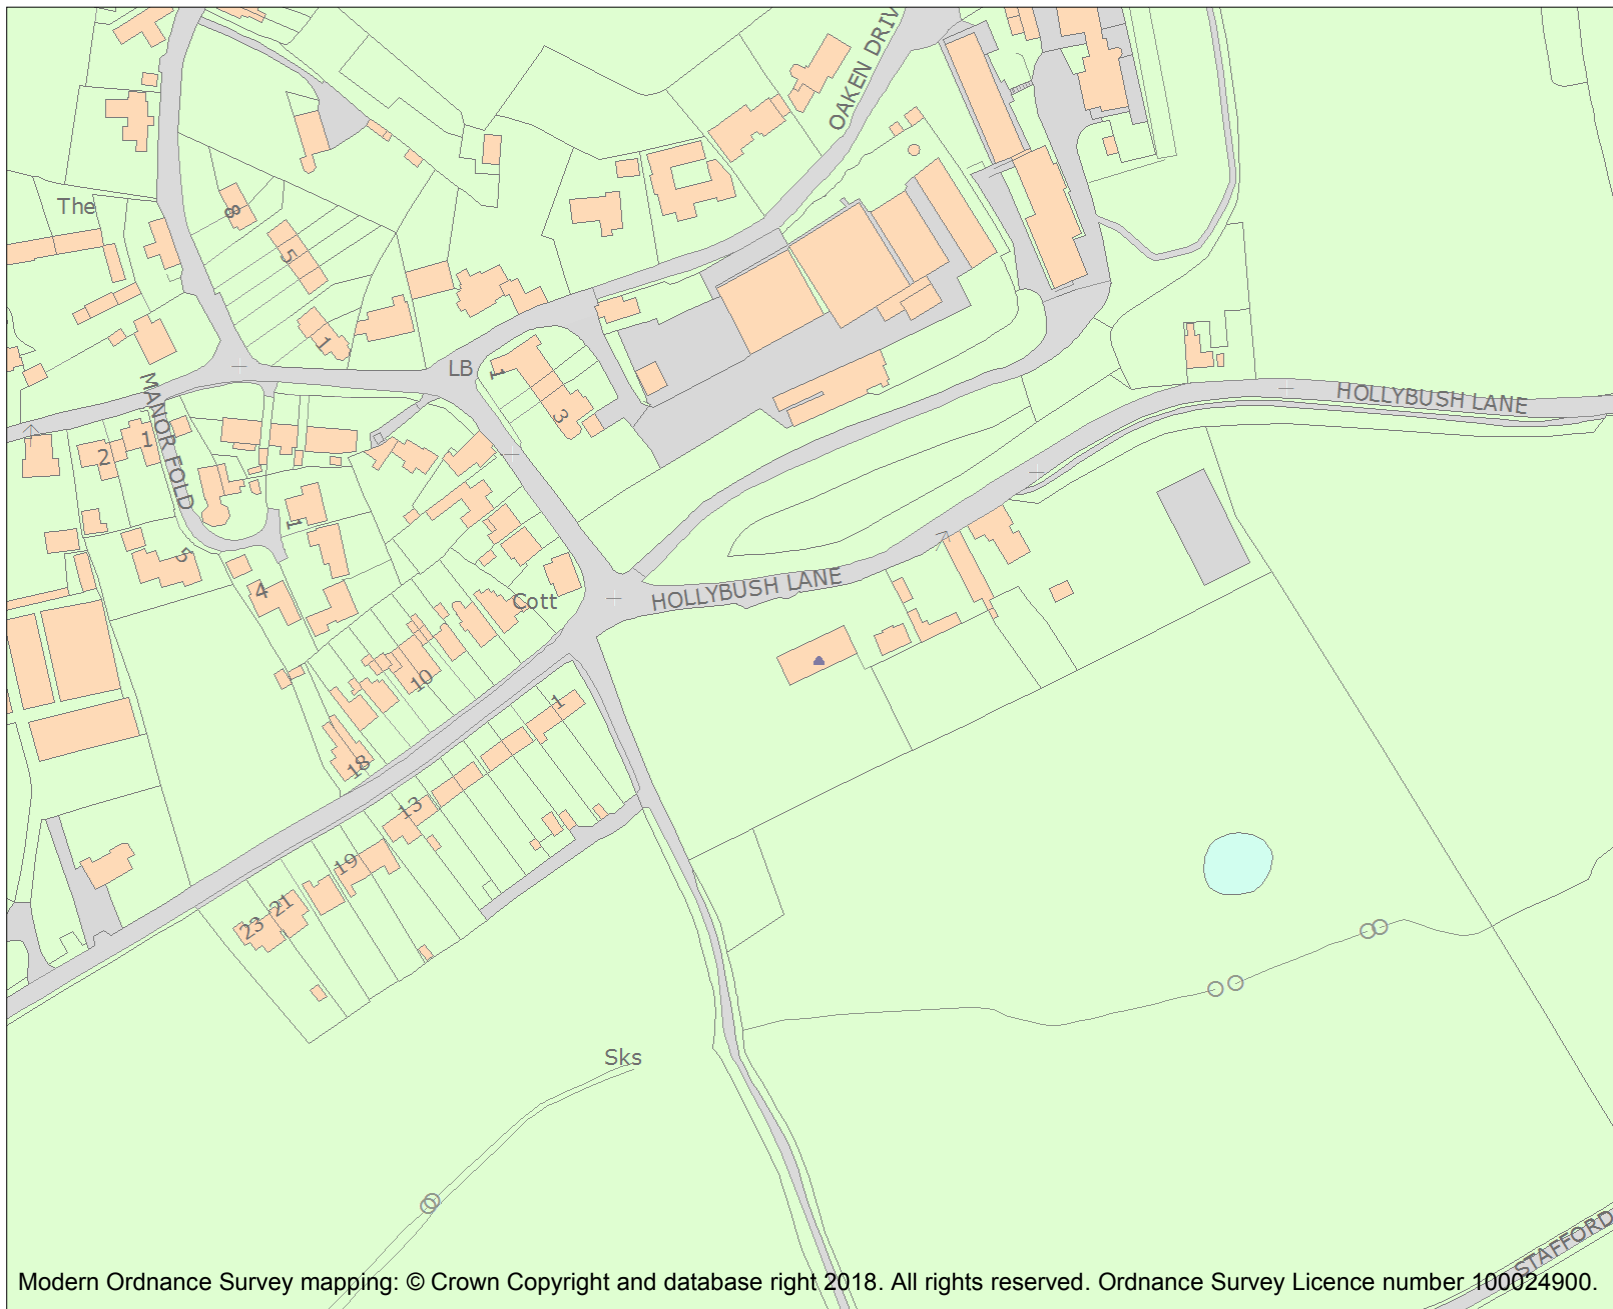 OAKEN DRIV
The
8
5
1
LB
1
3
HOLLYBUSH LANE
MANOR FOLD
2
1
1
5
4
Cott
HOLLYBUSH LANE
10
1
18
13
19
21
23
Sks
STAFFORD
Modern Ordnance Survey mapping: © Crown Copyright and database right 2018. All rights reserved. Ordnance Survey Licence number 100024900.